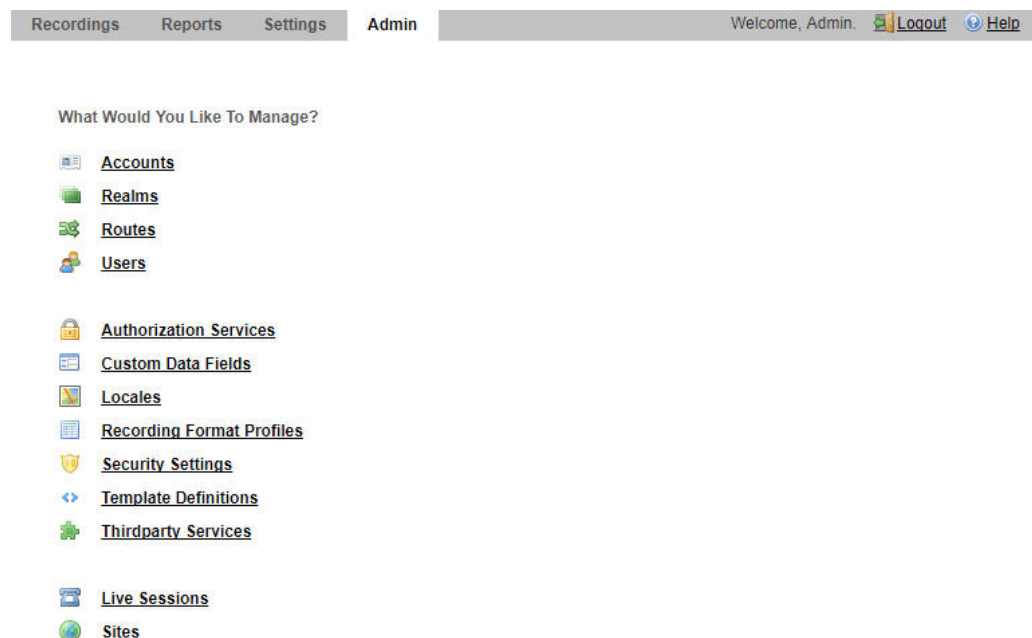 Recordings Reports Settings Admin Welcome, Admin. Logout Help
What Would You Like To Manage?
Accounts
Realms
Routes
Users
Authorization Services
Custom Data Fields
Locales
Recording Format Profiles
Security Settings
Template Definitions
Thirdparty Services
Live Sessions
Sites